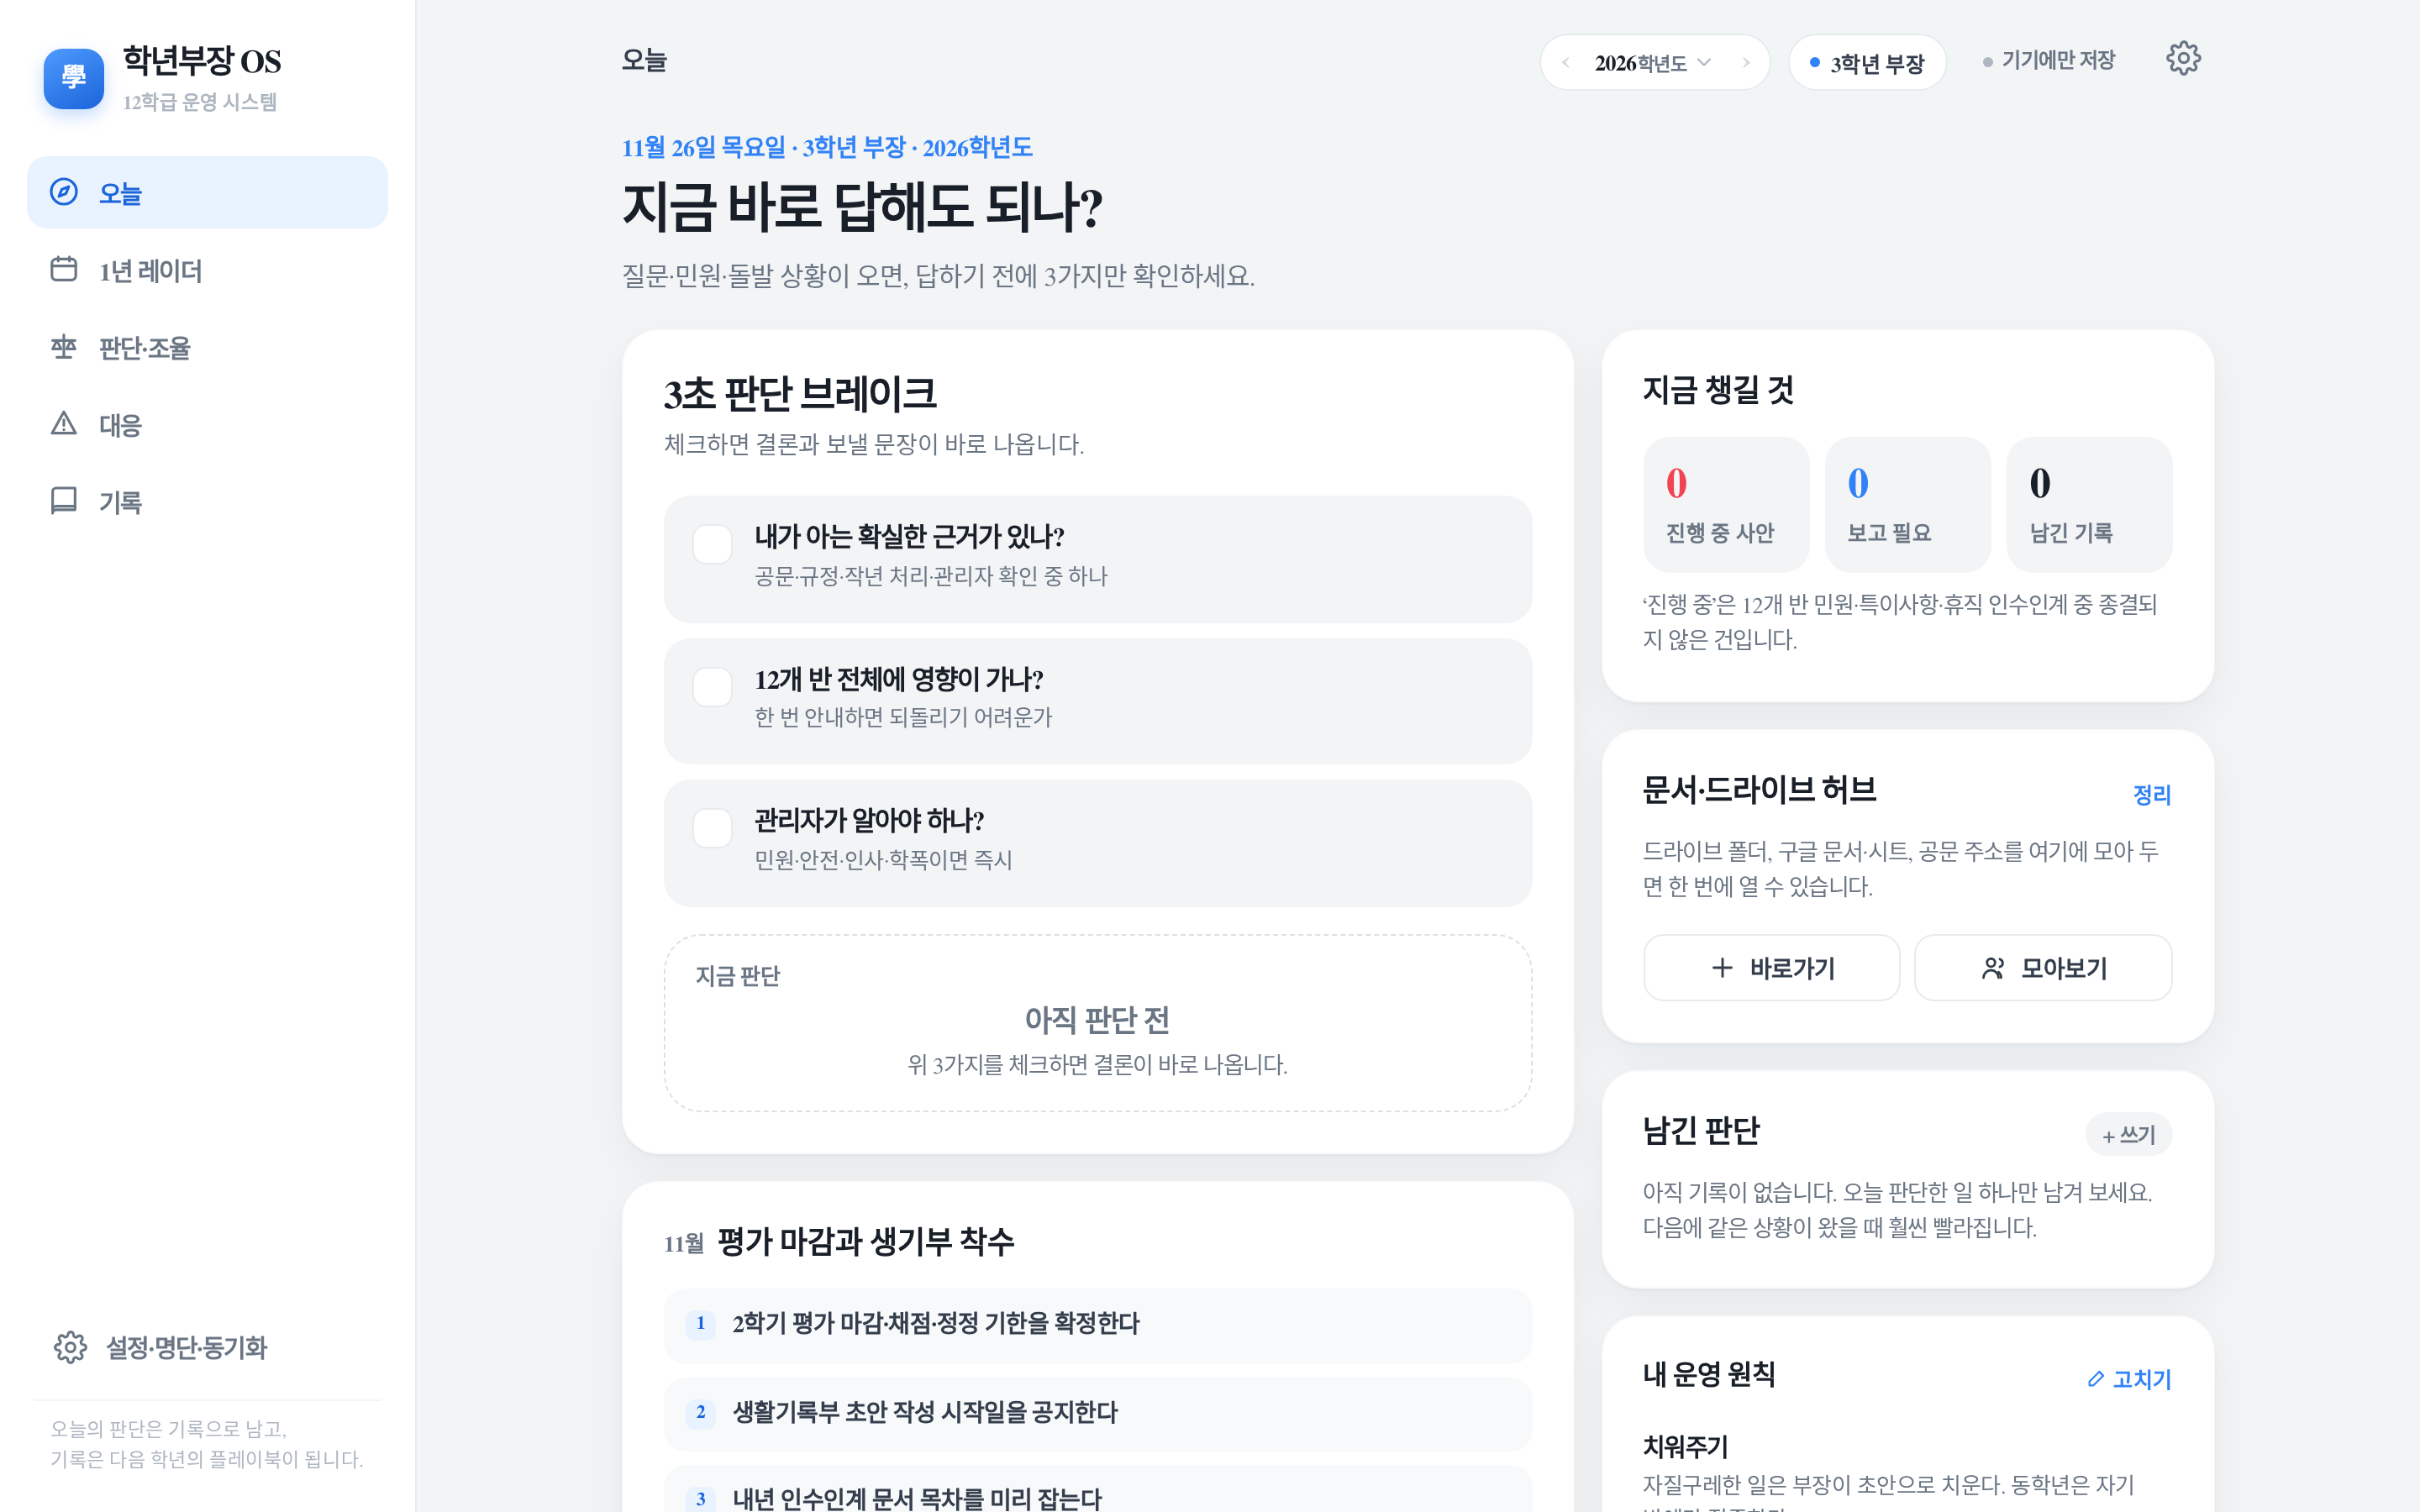 學
학년부장 OS
12학급 운영 시스템
오늘
1년 레이더
판단·조율
대응
기록
설정·명단·동기화
오늘의 판단은 기록으로 남고,
기록은 다음 학년의 플레이북이 됩니다.
오늘
2026학년도
3학년 부장
기기에만 저장
11월 26일 목요일 · 3학년 부장 · 2026학년도
지금 바로 답해도 되나?
질문·민원·돌발 상황이 오면, 답하기 전에 3가지만 확인하세요.
3초 판단 브레이크
체크하면 결론과 보낼 문장이 바로 나옵니다.
내가 아는 확실한 근거가 있나?
공문·규정·작년 처리·관리자 확인 중 하나
12개 반 전체에 영향이 가나?
한 번 안내하면 되돌리기 어려운가
관리자가 알아야 하나?
민원·안전·인사·학폭이면 즉시
지금 판단
아직 판단 전
위 3가지를 체크하면 결론이 바로 나옵니다.
11월 평가 마감과 생기부 착수
1 2학기 평가 마감·채점·정정 기한을 확정한다
2 생활기록부 초안 작성 시작일을 공지한다
3 내년 인수인계 문서 목차를 미리 잡는다
지금 챙길 것
0 0 0
진행 중 사안 보고 필요 남긴 기록
‘진행 중’은 12개 반 민원·특이사항·휴직 인수인계 중 종결되
지 않은 건입니다.
문서·드라이브 허브 정리
드라이브 폴더, 구글 문서·시트, 공문 주소를 여기에 모아 두
면 한 번에 열 수 있습니다.
바로가기 모아보기
남긴 판단 + 쓰기
아직 기록이 없습니다. 오늘 판단한 일 하나만 남겨 보세요.
다음에 같은 상황이 왔을 때 훨씬 빨라집니다.
내 운영 원칙 고치기
치워주기
자질구레한 일은 부장이 초안으로 치운다. 동학년은 자기